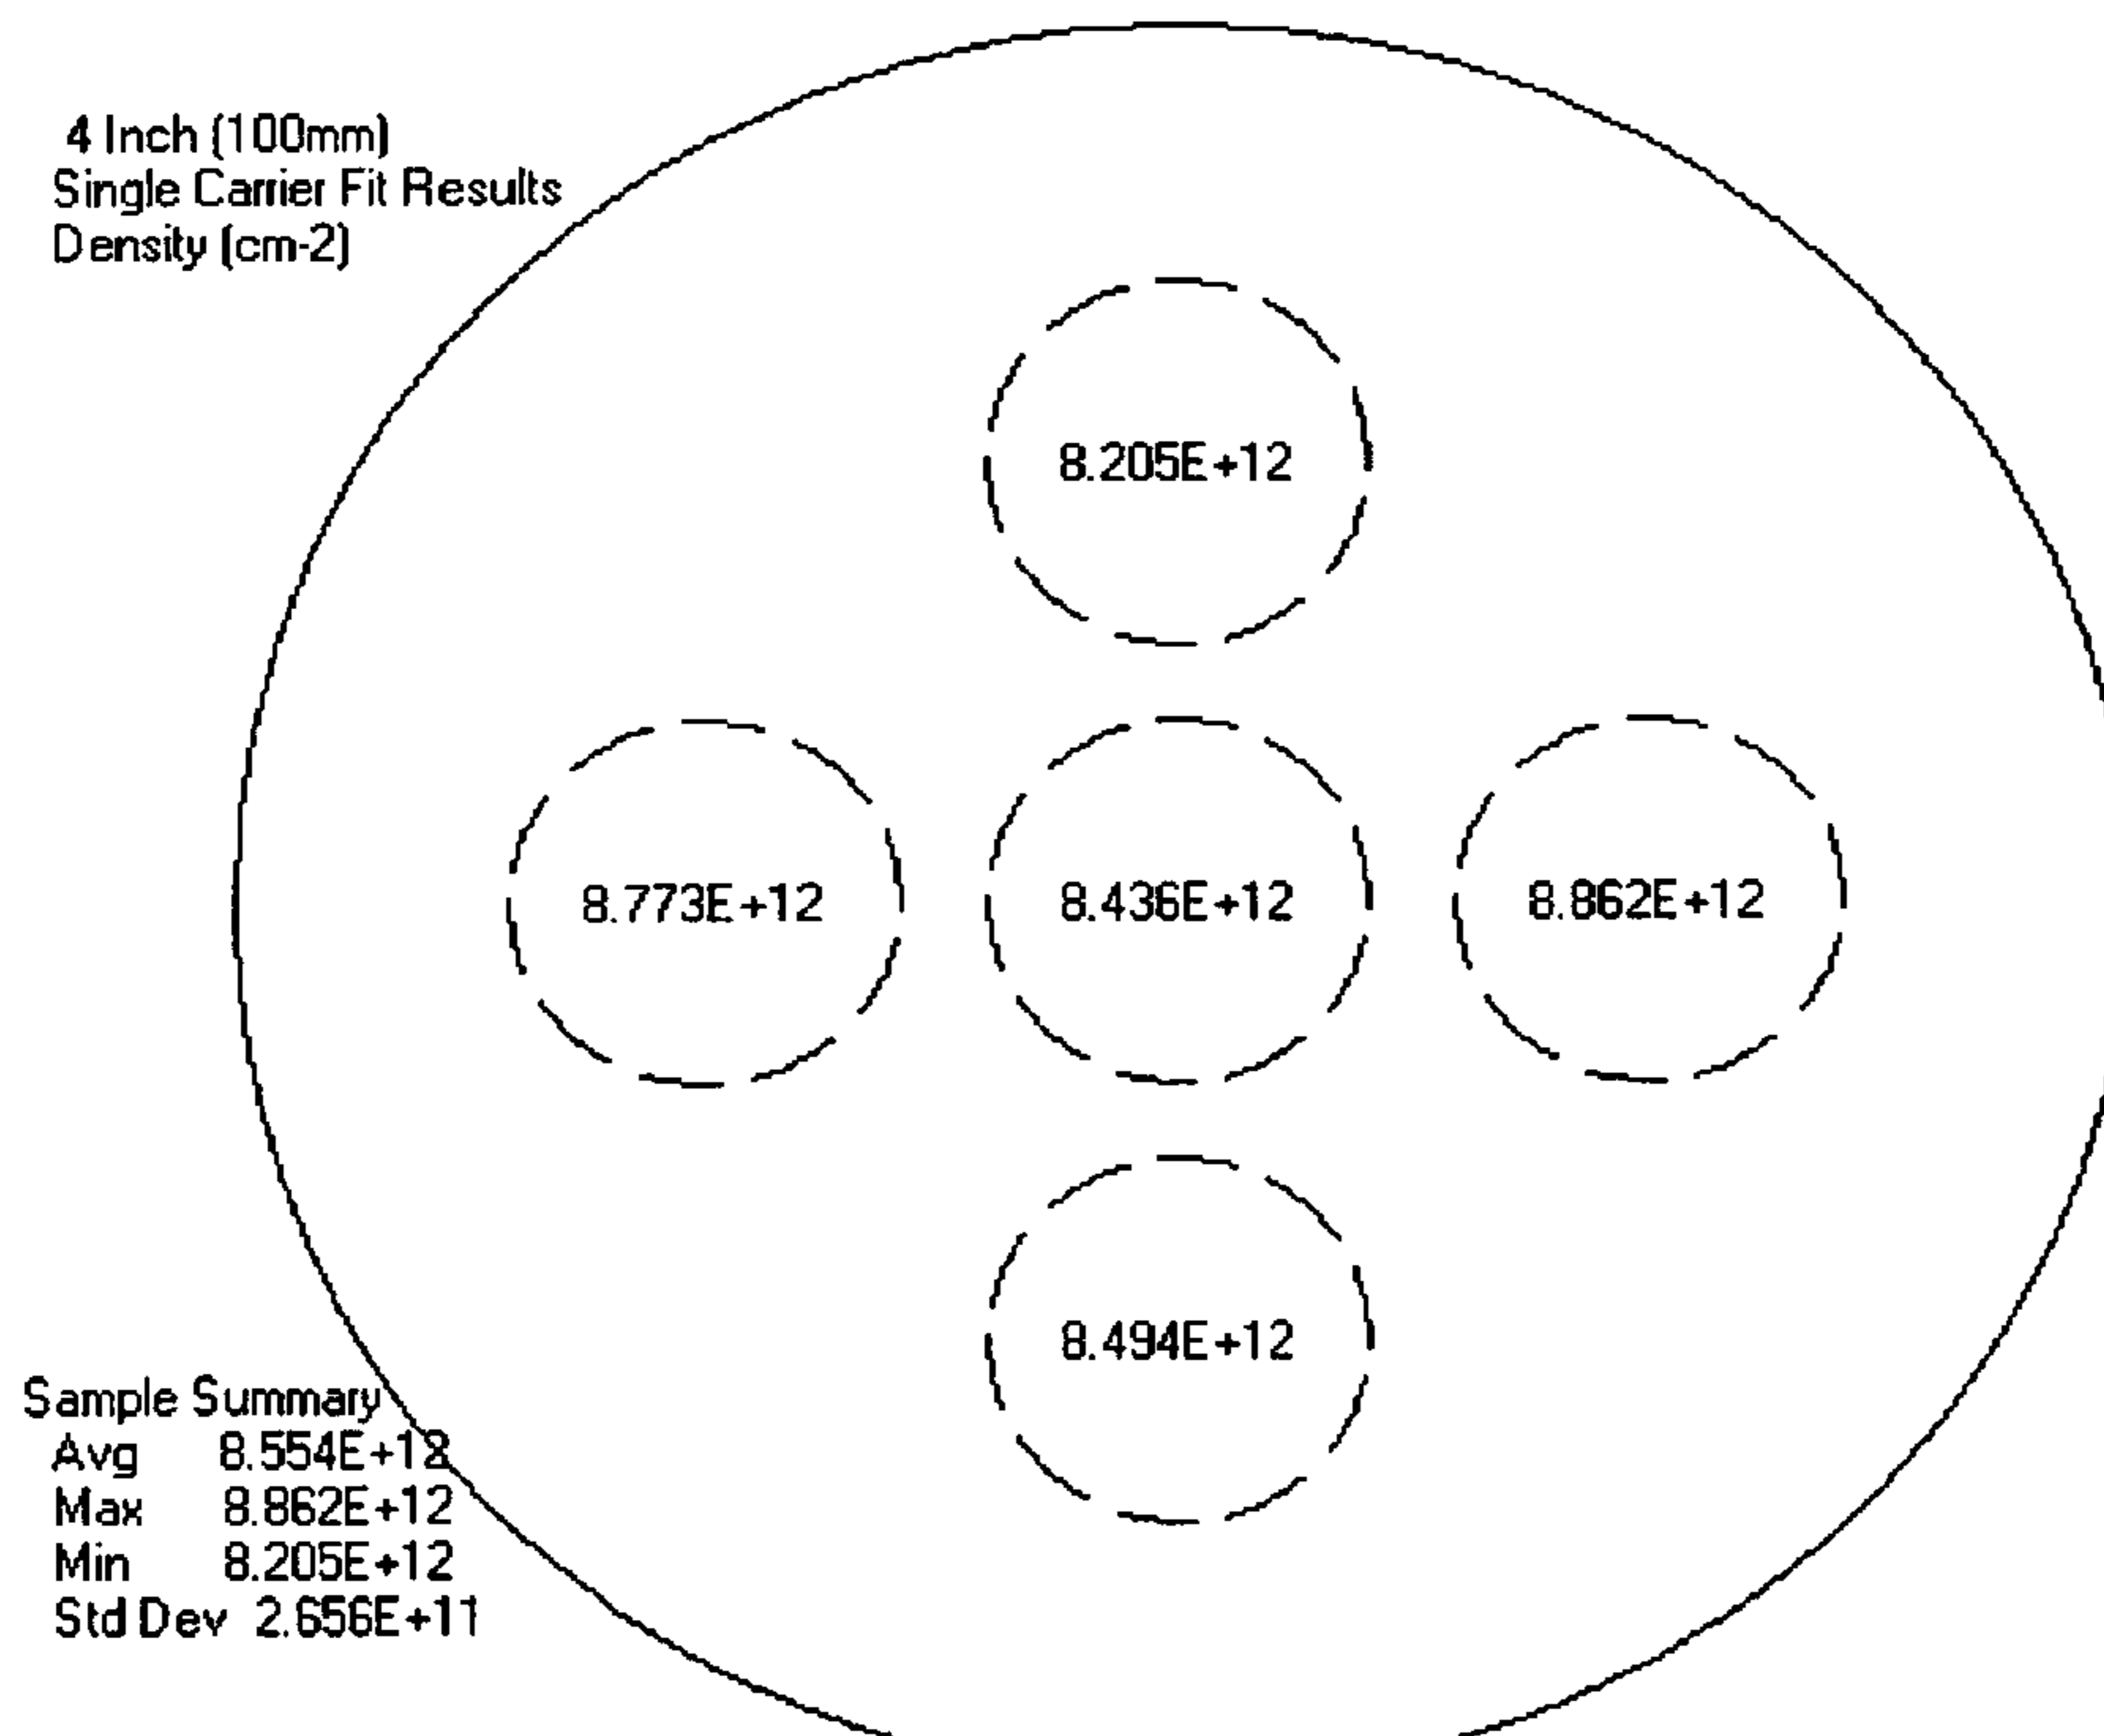 4 Inch (100mm)
Single Carrier Fit Results
Density (cm-2)
8.205E+12
8.773E+12 8.436E+12 8.862E+12
8.494E+12
Sample Summary
Avg 8.554E+12
Max 8.862E+12
Min 8.205E+12
Std Dev 2.656E+11